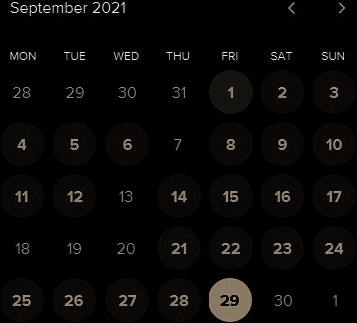 September 2021
MON TUE WED THU FRI SAT SUN
28 29 30 31 1 2 3
4 5 6 7 8 9 10
11 12 13 14 15 16 17
18 19 20 21 22 23 24
25 26 27 28 29 30 1